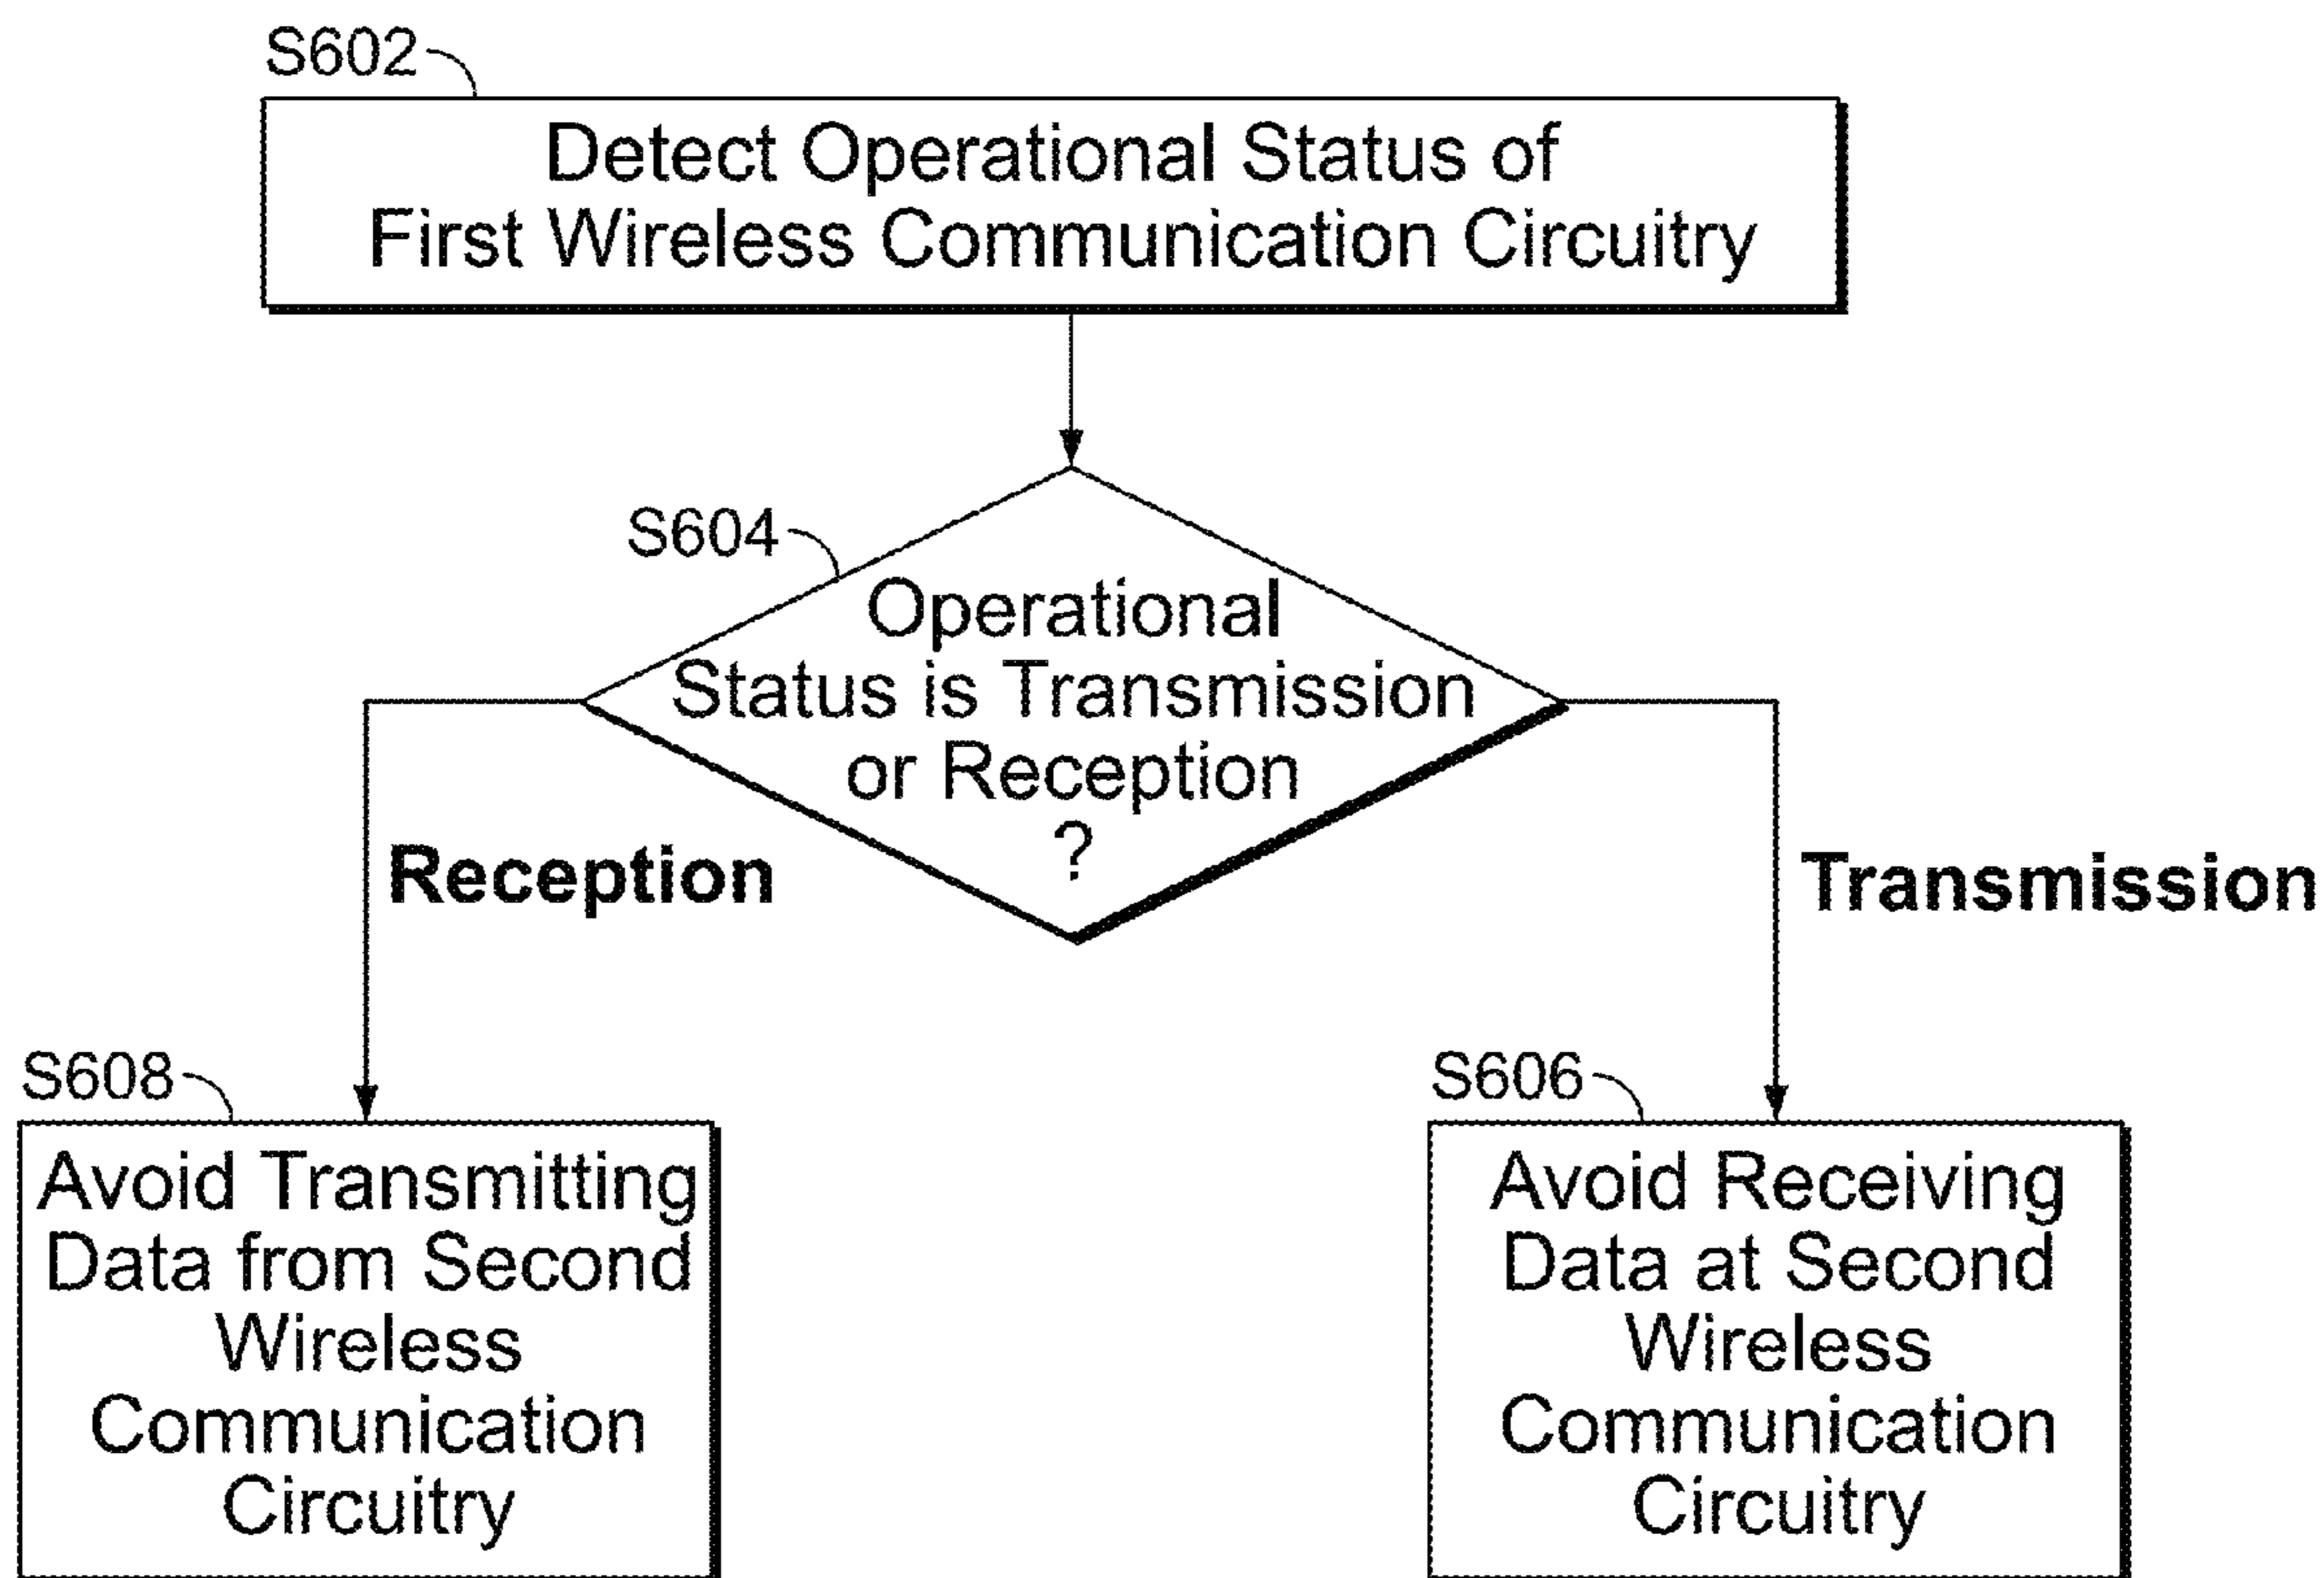 S602
Detect Operational Status of
First Wireless Communication Circuitry
S604
Operational
Status is Transmission
or Reception
?
Reception
Transmission
S608
Avoid Transmitting
Data from Second
Wireless
Communication
Circuitry
S606
Avoid Receiving
Data at Second
Wireless
Communication
Circuitry